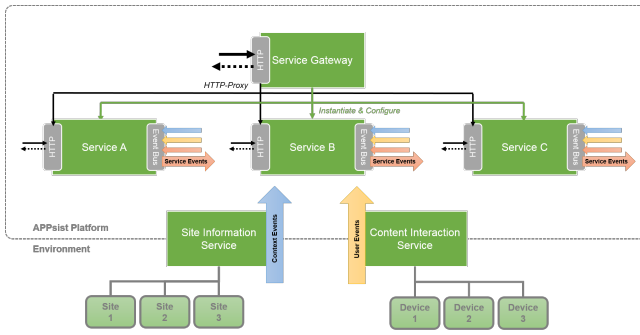 HTTP
Service Gateway
HTTP-Proxy
Instantiate & Configure
HTTP
Service A
Event Bus
Service Events
HTTP
Service B
Event Bus
Service Events
HTTP
Service C
Event Bus
Service Events
APPsist Platform
Environment
Site Information
Service
Context Events
User Events
Content Interaction
Service
Site
1
Site
2
Site
3
Device
1
Device
2
Device
3